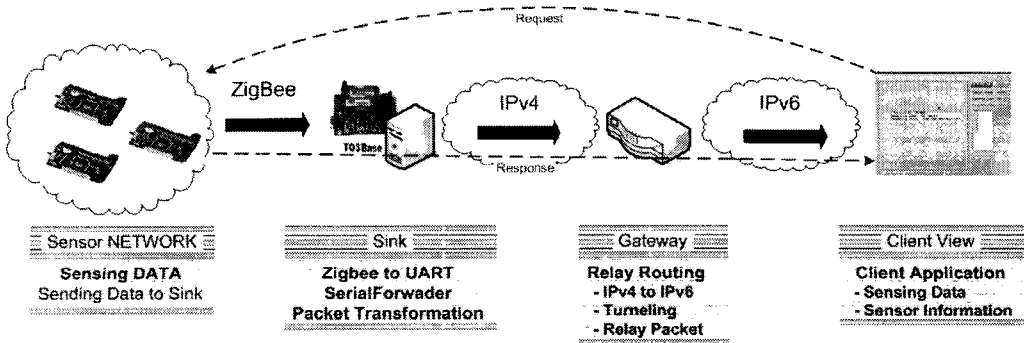 Request
ZigBee
IPv4
IPv6
TOSBase
Response
Sensor NETWORK
Sensing DATA
Sending Data to Sink
Sink
Zigbee to UART
SerialForwader
Packet Transformation
Gateway
Relay Routing
- IPv4 to IPv6
- Turneling
- Relay Packet
Client View
Client Application
- Sensing Data
- Sensor Information